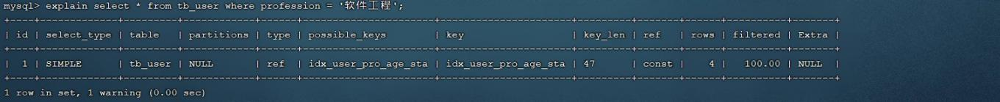 mysql> explain select * from tb_user where profession = '软件工程';
+----+-------------+---------+------------+------+----------------------+----------------------+---------+-------+------+----------+-------+
| id | select_type | table | partitions | type | possible_keys | key | key_len | ref | rows | filtered | Extra |
+----+-------------+---------+------------+------+----------------------+----------------------+---------+-------+------+----------+-------+
| 1 | SIMPLE | tb_user | NULL | ref | idx_user_pro_age_sta | idx_user_pro_age_sta | 47 | const | 4 | 100.00 | NULL |
+----+-------------+---------+------------+------+----------------------+----------------------+---------+-------+------+----------+-------+
1 row in set, 1 warning (0.00 sec)